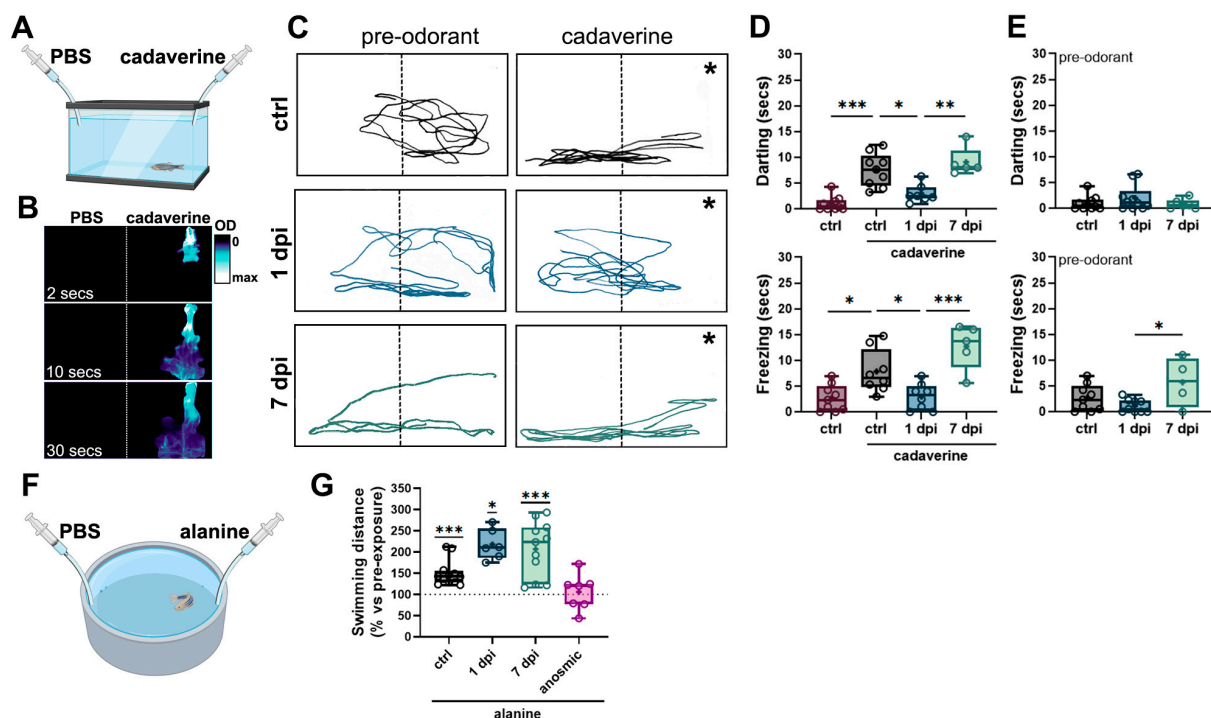 A
PBS
cadaverine
B
PBS
cadaverine
OD
0
max
2 secs
10 secs
30 secs
C
pre-odorant
cadaverine
ctrl
*
1 dpi
*
7 dpi
*
D
Darting (secs)
30
25
20
15
10
5
0
***
*
**
ctrl
ctrl
1 dpi
7 dpi
cadaverine
Freezing (secs)
30
25
20
15
10
5
0
*
*
***
ctrl
ctrl
1 dpi
7 dpi
cadaverine
E
pre-odorant
Darting (secs)
30
25
20
15
10
5
0
ctrl
1 dpi
7 dpi
pre-odorant
Freezing (secs)
30
25
20
15
10
5
0
*
ctrl
1 dpi
7 dpi
F
PBS
alanine
G
Swimming distance
(% vs pre-exposure)
350
300
250
200
150
100
50
0
***
*
***
ctrl
1 dpi
7 dpi
anosmic
alanine